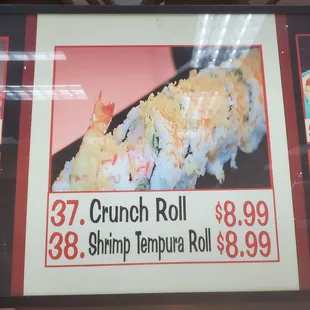 37. Crunch Roll $8.99
38. Shrimp Tempura Roll $8.99